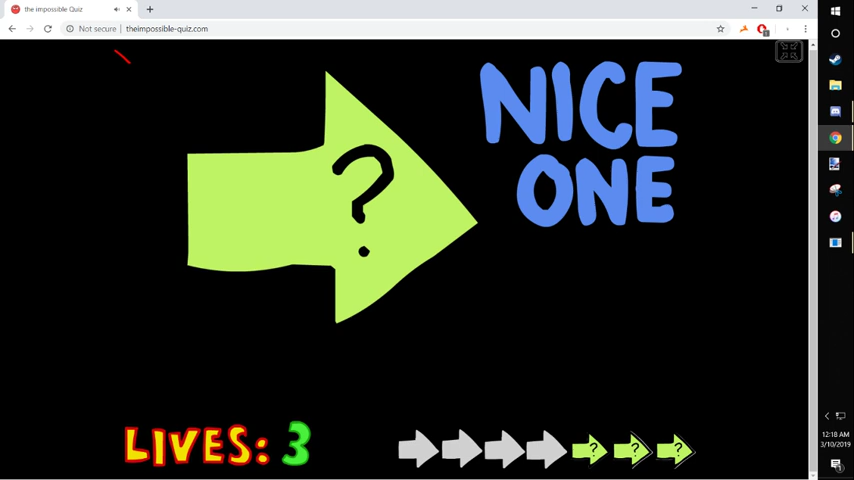 the impossible Quiz
Not secure | theimpossible-quiz.com
NICE
ONE
?
LIVES: 3
? ? ?
12:18 AM
3/10/2019